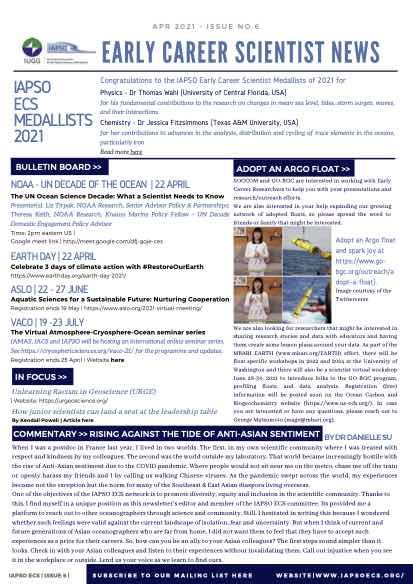 APR 2021 - ISSUE NO.6
IUGG
IAPSO
EARLY CAREER SCIENTIST NEWS
IAPSO
ECS
MEDALLISTS
2021
Congratulations to the IAPSO Early Career Scientist Medallists of 2021 for
Physics - Dr Thomas Wahl (University of Central Florida, USA)
for his fundamental contributions to the research on changes in mean sea level, tides, storm surges, waves,
and their interactions.
Chemistry - Dr Jessica Fitzsimmons (Texas A&M University, USA)
for her contributions to advances in the analysis, distribution and cycling of trace elements in the oceans,
particularly iron
Read more here
BULLETIN BOARD >>
NOAA - UN DECADE OF THE OCEAN | 22 APRIL
The UN Ocean Science Decade: What a Scientist Needs to Know
Presenter(s): Liz Tirpak, NOAA Research, Senior Advisor Policy & Partnerships;
Theresa Keith, NOAA Research, Knauss Marine Policy Fellow - UN Decade
Domestic Engagement Policy Advisor
Time: 2pm eastern US |
Google meet link | http://meet.google.com/dfj-qoje-ces
EARTH DAY | 22 APRIL
Celebrate 3 days of climate action with #RestoreOurEarth
https://www.earthday.org/earth-day-2021/
ASLO | 22 - 27 JUNE
Aquatic Sciences for a Sustainable Future: Nurturing Cooperation
Registration ends 19 May | https://www.aslo.org/2021-virtual-meeting/
VACO | 19 -23 JULY
The Virtual Atmosphere-Cryosphere-Ocean seminar series
IAMAS, IACS and IAPSO will be hosting an international online seminar series.
See https://cryosphericsciences.org/vaco-21/ for the programme and updates.
Registration ends 25 April | Website here
IN FOCUS >>
Unlearning Racism in Geoscience (URGE)
| Website: https://urgeoscience.org/
How junior scientists can land a seat at the leadership table
By Kendall Powell | Article here
ADOPT AN ARGO FLOAT >>
SOCCOM and GO-BGC are interested in working with Early
Career Researchers to help you with your presentations and
research/outreach efforts.
We are also interested in your help expanding our growing
network of adopted floats, so please spread the word to
friends or family that might be interested.
Adopt an Argo float
and spark joy at
https://www.go-
bgc.org/outreach/a
dopt-a-float).
Image courtesy of the
Twitterverse
We are also looking for researchers that might be interested in
sharing research stories and data with educators and having
them create some lesson plans around your data. As part of the
MBARI EARTH (www.mbari.org/EARTH) effort, there will be
float specific workshops in 2022 and 2024 at the University of
Washington and there will also be a scientist virtual workshop
June 28-30, 2021 to introduce folks to the GO-BGC program,
profiling floats, and data analysis. Registration (free)
information will be posted soon on the Ocean Carbon and
Biogeochemistry website (https://www.us-ocb.org/). In case
you are interested or have any questions, please reach out to
George Matsumoto (mage@mbari.org).
COMMENTARY >> RISING AGAINST THE TIDE OF ANTI-ASIAN SENTIMENT
BY DR DANIELLE SU
When I was a postdoc in France last year, I lived in two worlds. The first, in my own scientific community where I was treated with
respect and kindness by my colleagues. The second was the world outside my laboratory. That world became increasingly hostile with
the rise of Anti-Asian sentiment due to the COVID pandemic. Where people would not sit near me on the metro, chase me off the train
or openly harass my friends and I by calling us walking Chinese viruses. As the pandemic swept across the world, my experiences
became not the exception but the norm for many of the Southeast & East Asian diaspora living overseas.
One of the objectives of the IAPSO ECS network is to promote diversity, equity and inclusion in the scientific community. Thanks to
this, I find myself in a unique position as this newsletter's editor and member of the IAPSO ECS committee. Its provided me a
platform to reach out to other oceanographers through science and community. Still, I hesitated in writing this because I wondered
whether such feelings were valid against the current landscape of isolation, fear and uncertainty. But when I think of current and
future generations of Asian oceanographers who are far from home, I did not want them to feel that they have to accept such
experiences as a price for their careers. So, how can you be an ally to your Asian colleagues? The first steps sound simpler than it
looks. Check in with your Asian colleagues and listen to their experiences without invalidating them. Call out injustice when you see
it in the workplace or outside. Lend us your voice as we learn to find ours.
IAPSO ECS | ISSUE 6 |
SUBSCRIBE TO OUR MAILING LIST HERE
WEBSITE|WWW.IAPSOECS.ORG/